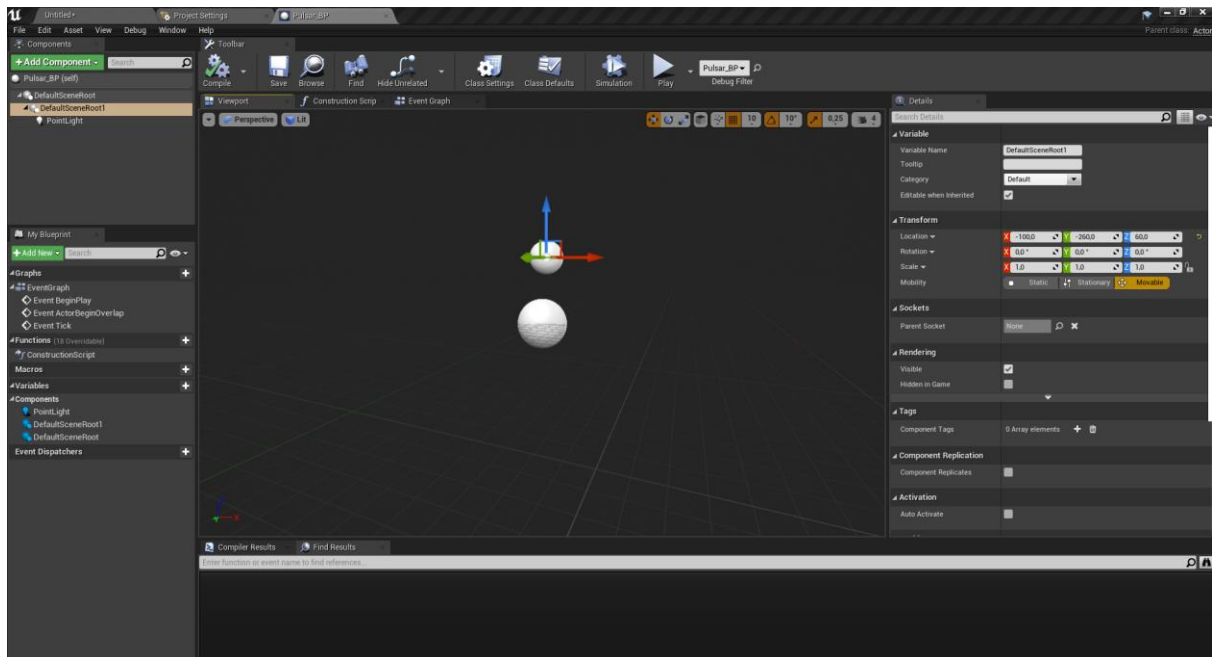 Untitled+ Project Settings Pulsar_BP
File Edit Asset View Debug Window Help Parent class: Actor
Components Toolbar
+Add Component Search
Pulsar_BP (self)
DefaultSceneRoot
DefaultSceneRoot1
PointLight
Compile Save Browse Find Hide Unrelated Class Settings Class Defaults Simulation Play Pulsar_BP Debug Filter
Viewport Construction Scrip Event Graph
Perspective Lit 10 10° 0,25 4
My Blueprint
+Add New Search
Graphs
EventGraph
Event BeginPlay
Event ActorBeginOverlap
Event Tick
Functions (18 Overridable)
ConstructionScript
Macros
Variables
Components
PointLight
DefaultSceneRoot1
DefaultSceneRoot
Event Dispatchers
Details
Search Details
Variable
Variable Name DefaultSceneRoot1
Tooltip
Category Default
Editable when Inherited
Transform
Location X -100,0 Y -260,0 Z 60,0
Rotation X 0,0° Y 0,0° Z 0,0°
Scale X 1,0 Y 1,0 Z 1,0
Mobility Static Stationary Movable
Sockets
Parent Socket None
Rendering
Visible
Hidden in Game
Tags
Component Tags 0 Array elements
Component Replication
Component Replicates
Activation
Auto Activate
Compiler Results Find Results
Enter function or event name to find references...